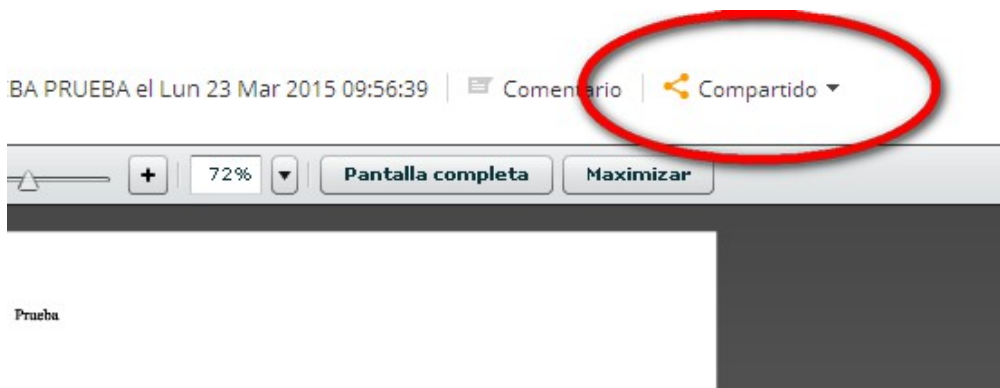 :BA PRUEBA el Lun 23 Mar 2015 09:56:39 Comentario Compartido
+ 72% Pantalla completa Maximizar
Prueba